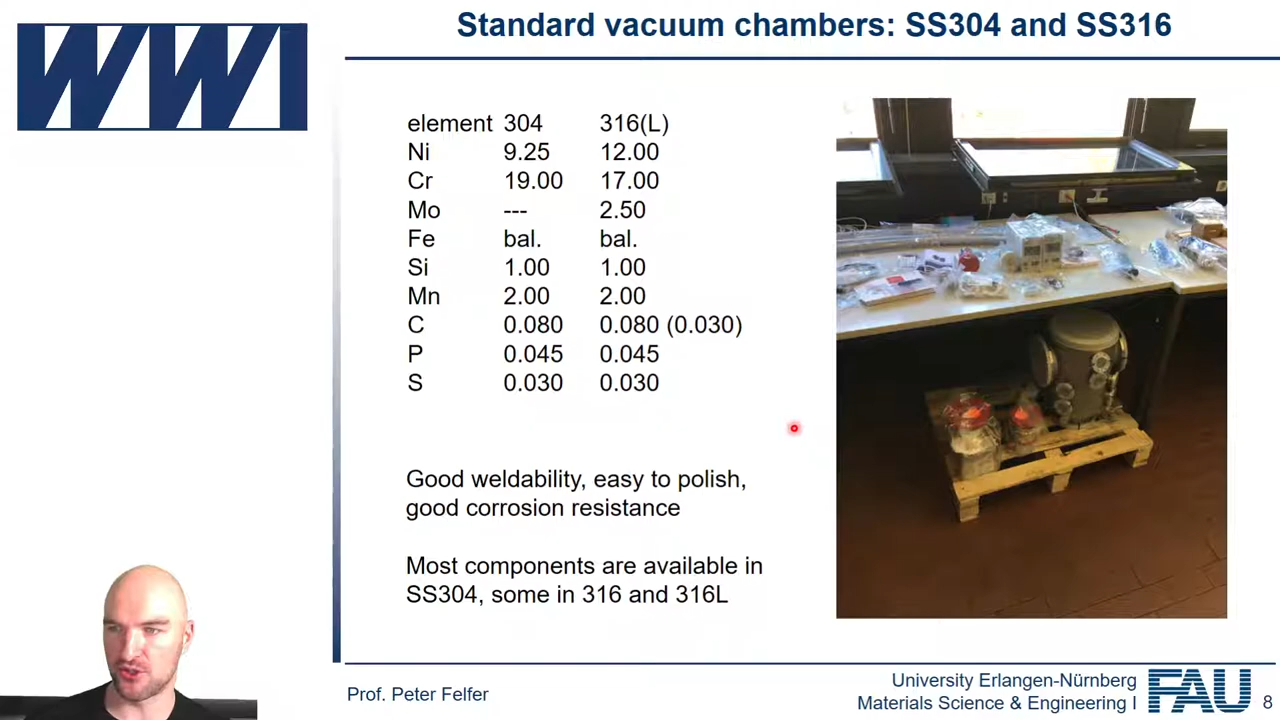 WWI
Standard vacuum chambers: SS304 and SS316
element 304 316(L)
Ni 9.25 12.00
Cr 19.00 17.00
Mo --- 2.50
Fe bal. bal.
Si 1.00 1.00
Mn 2.00 2.00
C 0.080 0.080 (0.030)
P 0.045 0.045
S 0.030 0.030
Good weldability, easy to polish,
good corrosion resistance
Most components are available in
SS304, some in 316 and 316L
Prof. Peter Felfer
University Erlangen-Nürnberg
Materials Science & Engineering I
FAU
8